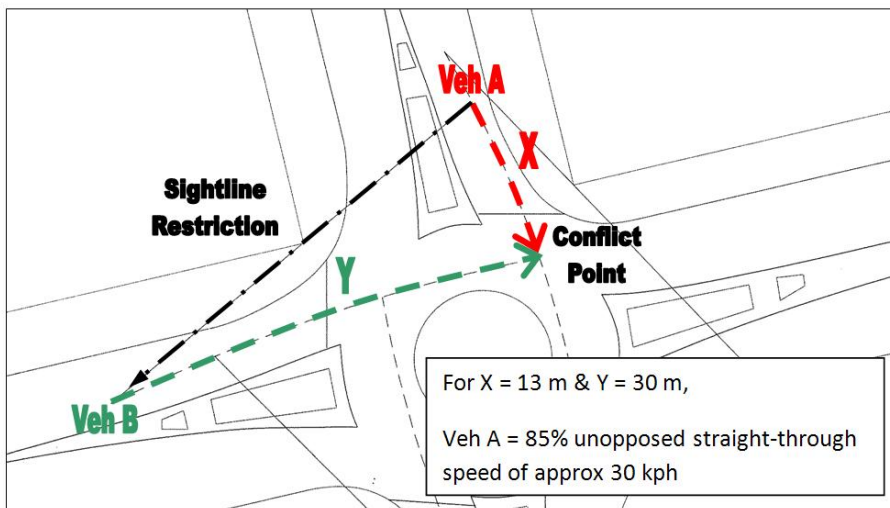 Veh A
X
Sightline
Restriction
Conflict
Point
Y
Veh B
For X = 13 m & Y = 30 m,
Veh A = 85% unopposed straight-through
speed of approx 30 kph